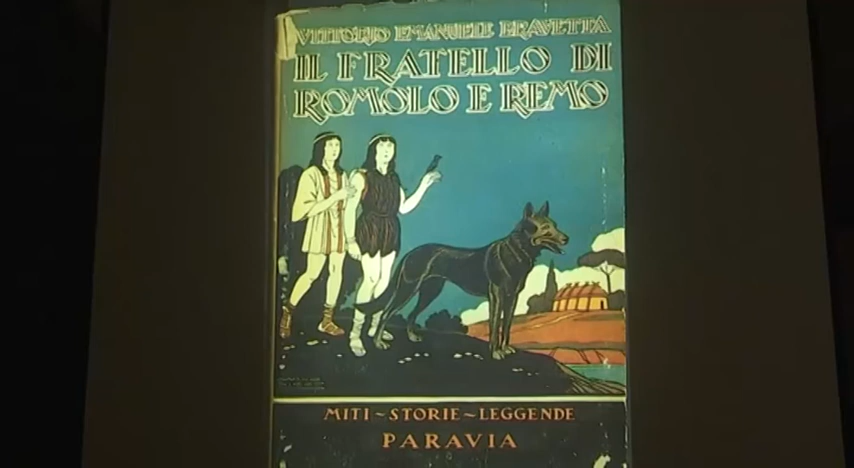 VITTORIO EMANUELE BRAVETTA
IL FRATELLO DI
ROMOLO E REMO
MITI ~ STORIE ~ LEGGENDE
PARAVIA